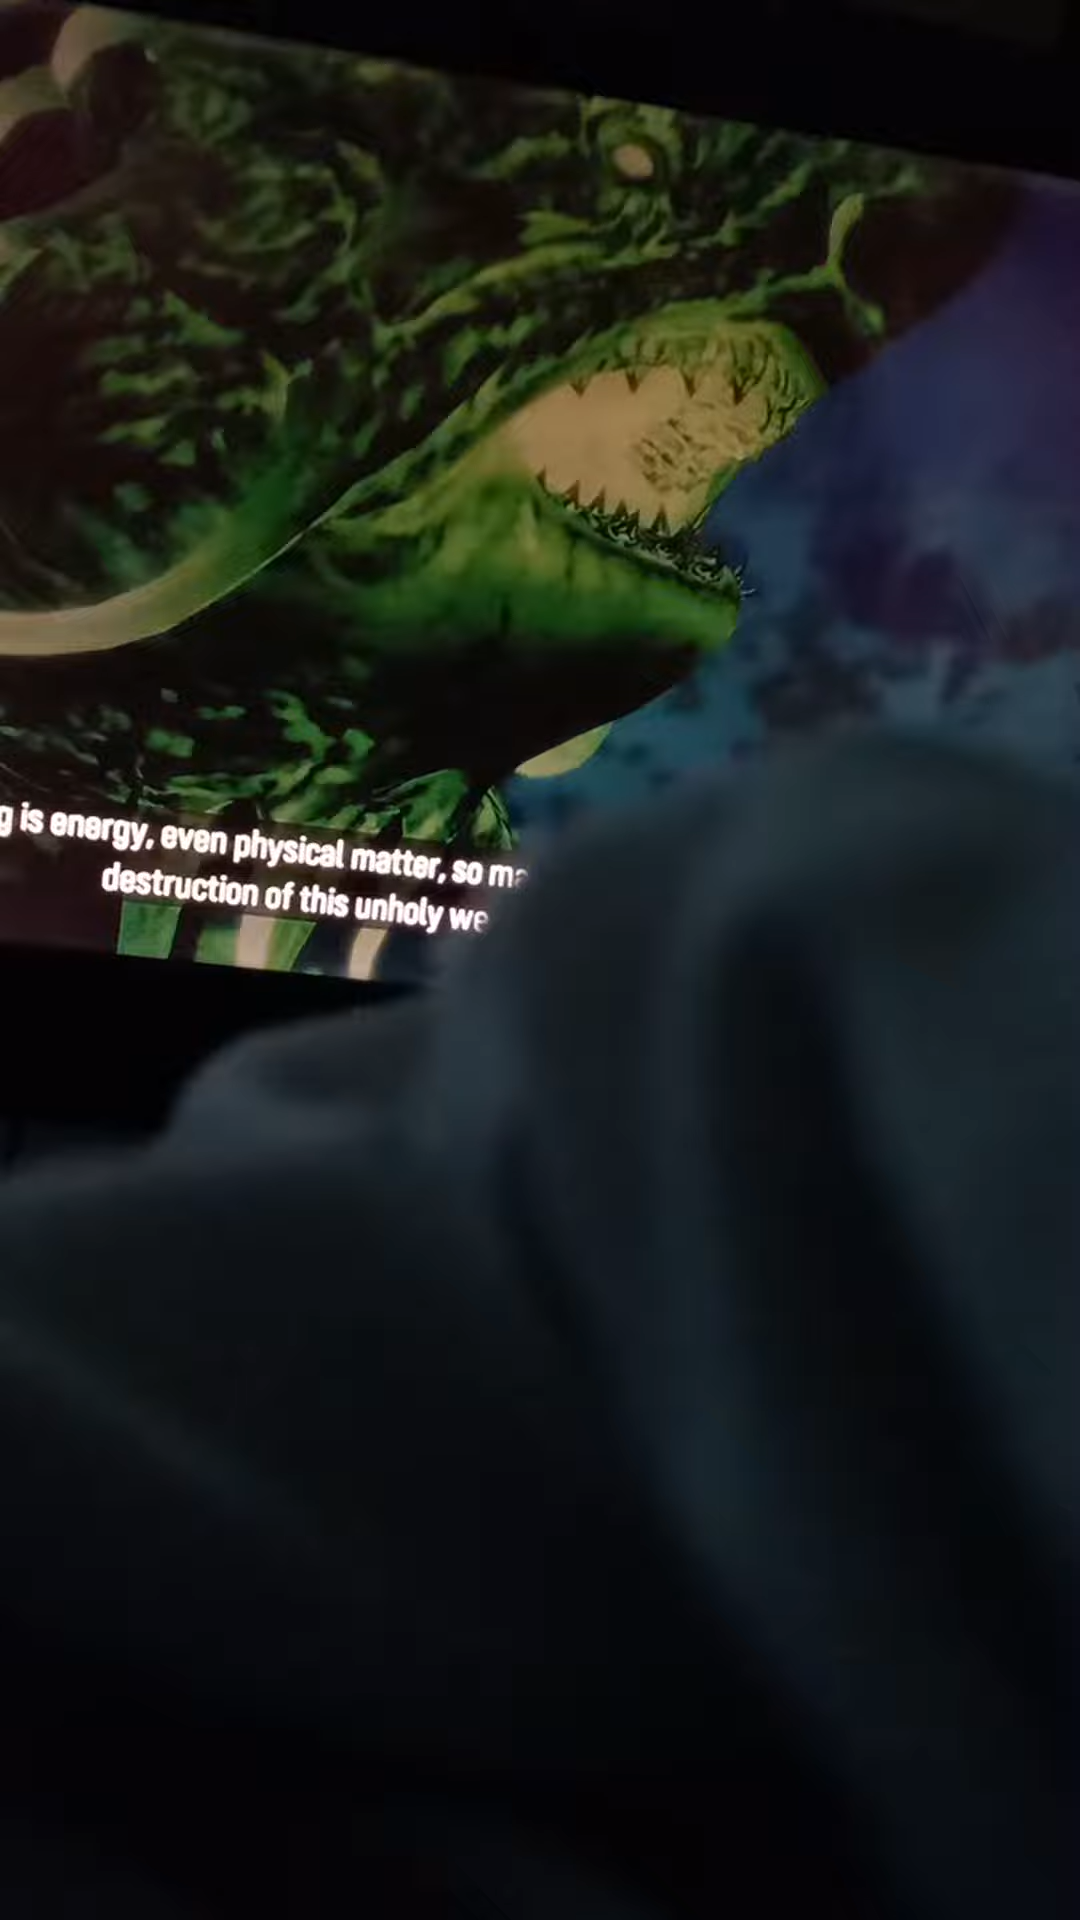 is energy, even physical matter, so
destruction of this unholy